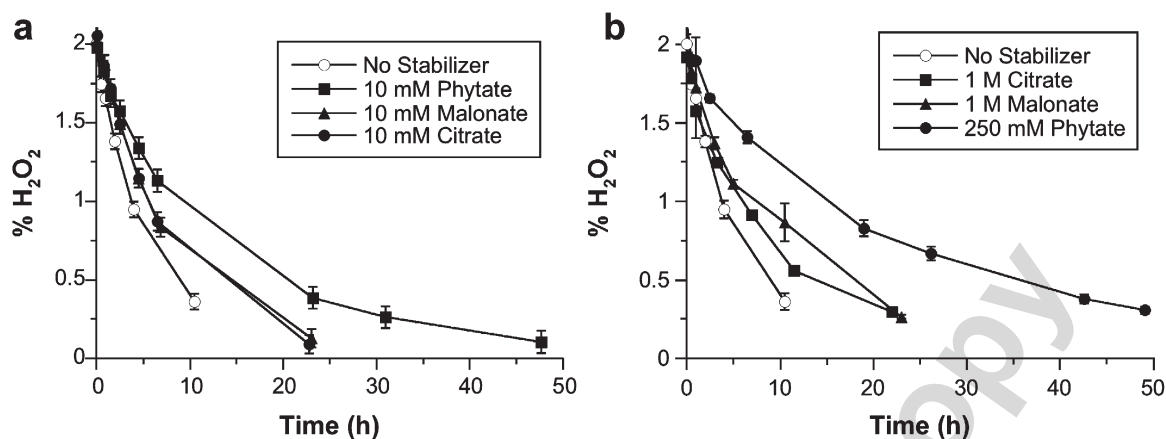 a
2
1.5
1
0.5
0
% H2O2
No Stabilizer
10 mM Phytate
10 mM Malonate
10 mM Citrate
0 10 20 30 40 50
Time (h)
b
2
1.5
1
0.5
0
% H2O2
No Stabilizer
1 M Citrate
1 M Malonate
250 mM Phytate
0 10 20 30 40 50
Time (h)
opy